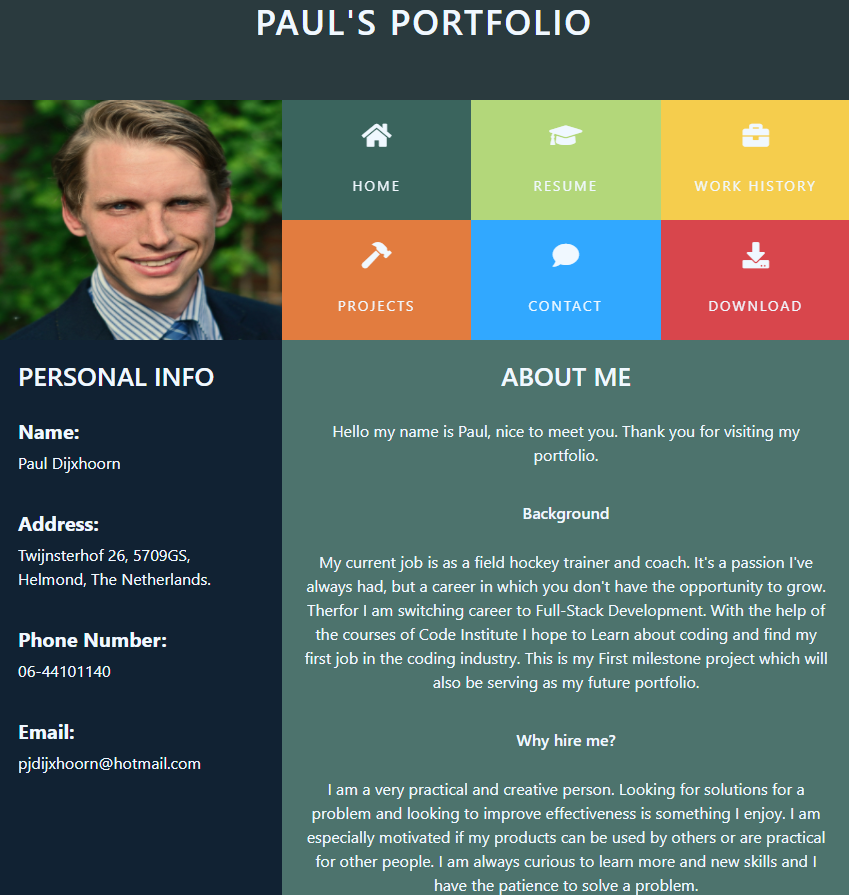 PAUL'S PORTFOLIO
HOME
RESUME
WORK HISTORY
PROJECTS
CONTACT
DOWNLOAD
PERSONAL INFO
Name:
Paul Dijxhoorn
Address:
Twijnsterhof 26, 5709GS,
Helmond, The Netherlands.
Phone Number:
06-44101140
Email:
pjdijxhoorn@hotmail.com
ABOUT ME
Hello my name is Paul, nice to meet you. Thank you for visiting my
portfolio.
Background
My current job is as a field hockey trainer and coach. It's a passion I've
always had, but a career in which you don't have the opportunity to grow.
Therfor I am switching career to Full-Stack Development. With the help of
the courses of Code Institute I hope to Learn about coding and find my
first job in the coding industry. This is my First milestone project which will
also be serving as my future portfolio.
Why hire me?
I am a very practical and creative person. Looking for solutions for a
problem and looking to improve effectiveness is something I enjoy. I am
especially motivated if my products can be used by others or are practical
for other people. I am always curious to learn more and new skills and I
have the patience to solve a problem.